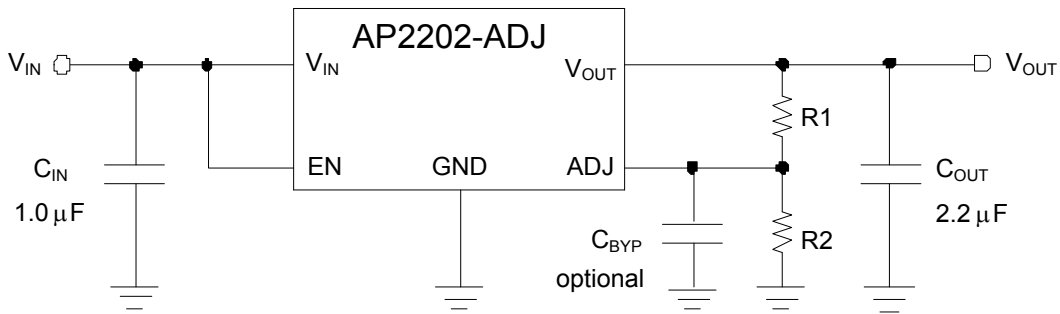 AP2202-ADJ
V_IN
V_IN
V_OUT
V_OUT
R1
EN
GND
ADJ
C_IN
1.0 μF
C_OUT
2.2 μF
C_BYP
optional
R2